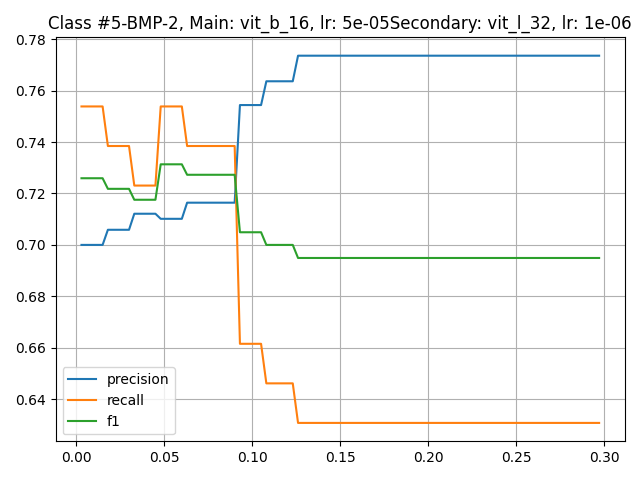 Class #5-BMP-2, Main: vit_b_16, lr: 5e-05Secondary: vit_l_32, lr: 1e-06
0.78
0.76
0.74
0.72
0.70
0.68
0.66
0.64
precision
recall
f1
0.00 0.05 0.10 0.15 0.20 0.25 0.30